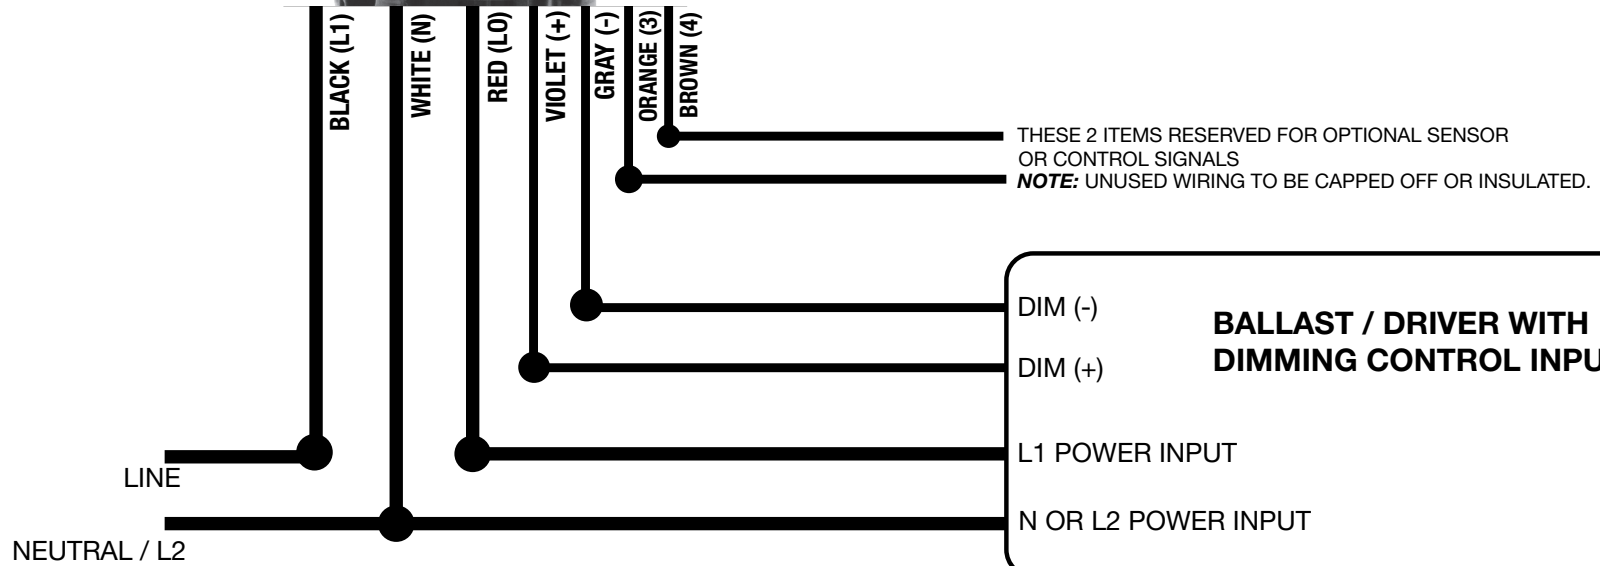 BLACK (L1)
WHITE (N)
RED (LO)
VIOLET (+)
GRAY (-)
ORANGE (3)
BROWN (4)
THESE 2 ITEMS RESERVED FOR OPTIONAL SENSOR
OR CONTROL SIGNALS
NOTE: UNUSED WIRING TO BE CAPPED OFF OR INSULATED.
DIM (-)
BALLAST / DRIVER WITH
DIMMING CONTROL INPU
DIM (+)
L1 POWER INPUT
LINE
N OR L2 POWER INPUT
NEUTRAL / L2